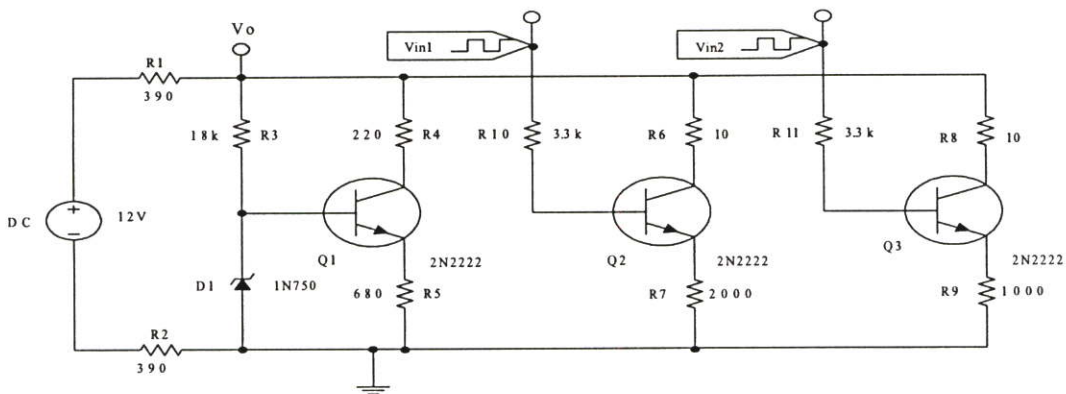 Vo
Vin1
Vin2
R1
390
18k R3
220 R4
R10 3.3k
R6 10
R11 3.3k
R8 10
DC 12V
Q1 2N2222
Q2 2N2222
Q3 2N2222
D1 1N750
680 R5
R7 2000
R9 1000
R2
390